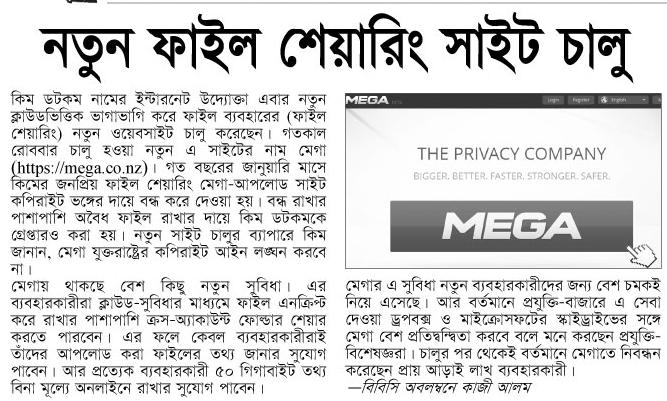 নতুন ফাইল শেয়ারিং সাইট চালু
কিম ডটকম নামের ইন্টারনেট উদ্যোক্তা এবার নতুন
ক্লাউডভিত্তিক ভাগাভাগি করে ফাইল ব্যবহারের (ফাইল
শেয়ারিং) নতুন ওয়েবসাইট চালু করেছেন। গতকাল
রোববার চালু হওয়া নতুন এ সাইটের নাম মেগা
(https://mega.co.nz)। গত বছরের জানুয়ারি মাসে
কিমের জনপ্রিয় ফাইল শেয়ারিং মেগা-আপলোড সাইট
কপিরাইট ভঙ্গের দায়ে বন্ধ করে দেওয়া হয়। বন্ধ রাখার
পাশাপাশি অবৈধ ফাইল রাখার দায়ে কিম ডটকমকে
গ্রেপ্তারও করা হয়। নতুন সাইট চালুর ব্যাপারে কিম
জানান, মেগা যুক্তরাষ্ট্রের কপিরাইট আইন লঙ্ঘন করবে
না।
মেগায় থাকছে বেশ কিছু নতুন সুবিধা। এর
ব্যবহারকারীরা ক্লাউড-সুবিধার মাধ্যমে ফাইল এনক্রিপ্ট
করে রাখার পাশাপাশি ক্রস-অ্যাকাউন্ট ফোল্ডার শেয়ার
করতে পারবেন। এর ফলে কেবল ব্যবহারকারীরাই
তাঁদের আপলোড করা ফাইলের তথ্য জানার সুযোগ
পাবেন। আর প্রত্যেক ব্যবহারকারী ৫০ গিগাবাইট তথ্য
বিনা মূল্যে অনলাইনে রাখার সুযোগ পাবেন।
MEGA
Login Register English
THE PRIVACY COMPANY
BIGGER. BETTER. FASTER. STRONGER. SAFER.
MEGA
মেগার এ সুবিধা নতুন ব্যবহারকারীদের জন্য বেশ চমকই
নিয়ে এসেছে। আর বর্তমানে প্রযুক্তি-বাজারে এ সেবা
দেওয়া ড্রপবক্স ও মাইক্রোসফটের স্কাইড্রাইভের সঙ্গে
মেগা বেশ প্রতিদ্বন্দ্বিতা করবে বলে মনে করছেন প্রযুক্তি-
বিশেষজ্ঞরা। চালুর পর থেকেই বর্তমানে মেগাতে নিবন্ধন
করেছেন প্রায় আড়াই লাখ ব্যবহারকারী।
—বিবিসি অবলম্বনে কাজী আলম